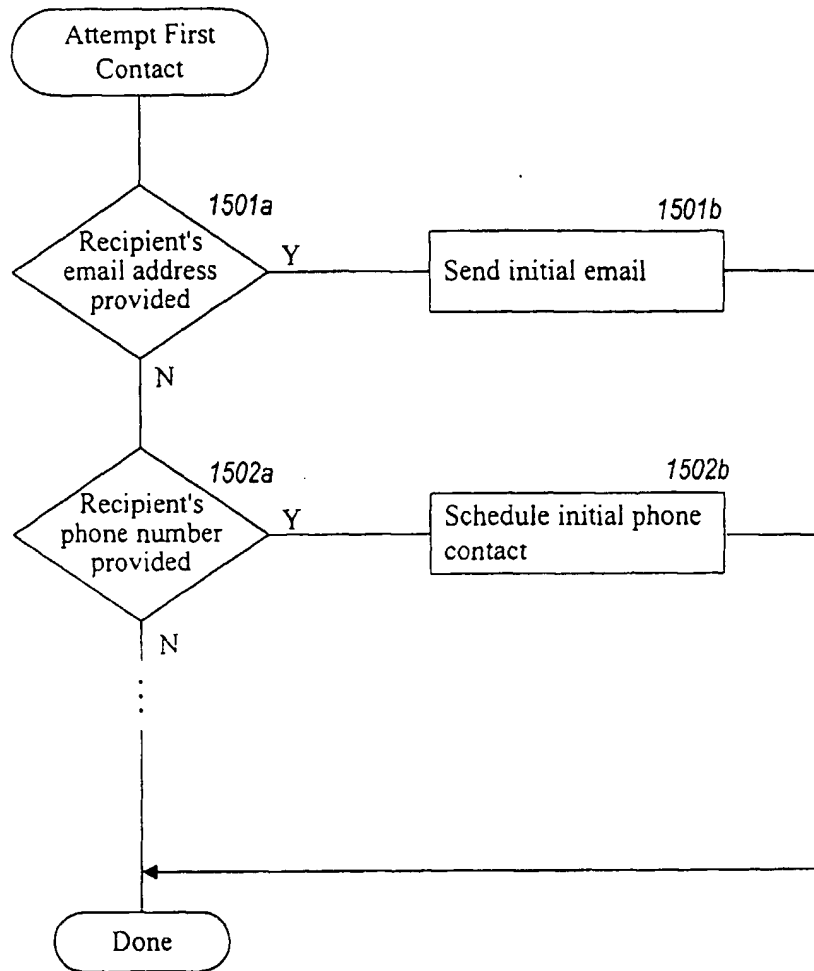 Attempt First
Contact
1501a
Recipient's
email address
provided
Y
1501b
Send initial email
N
1502a
Recipient's
phone number
provided
Y
1502b
Schedule initial phone
contact
N
Done